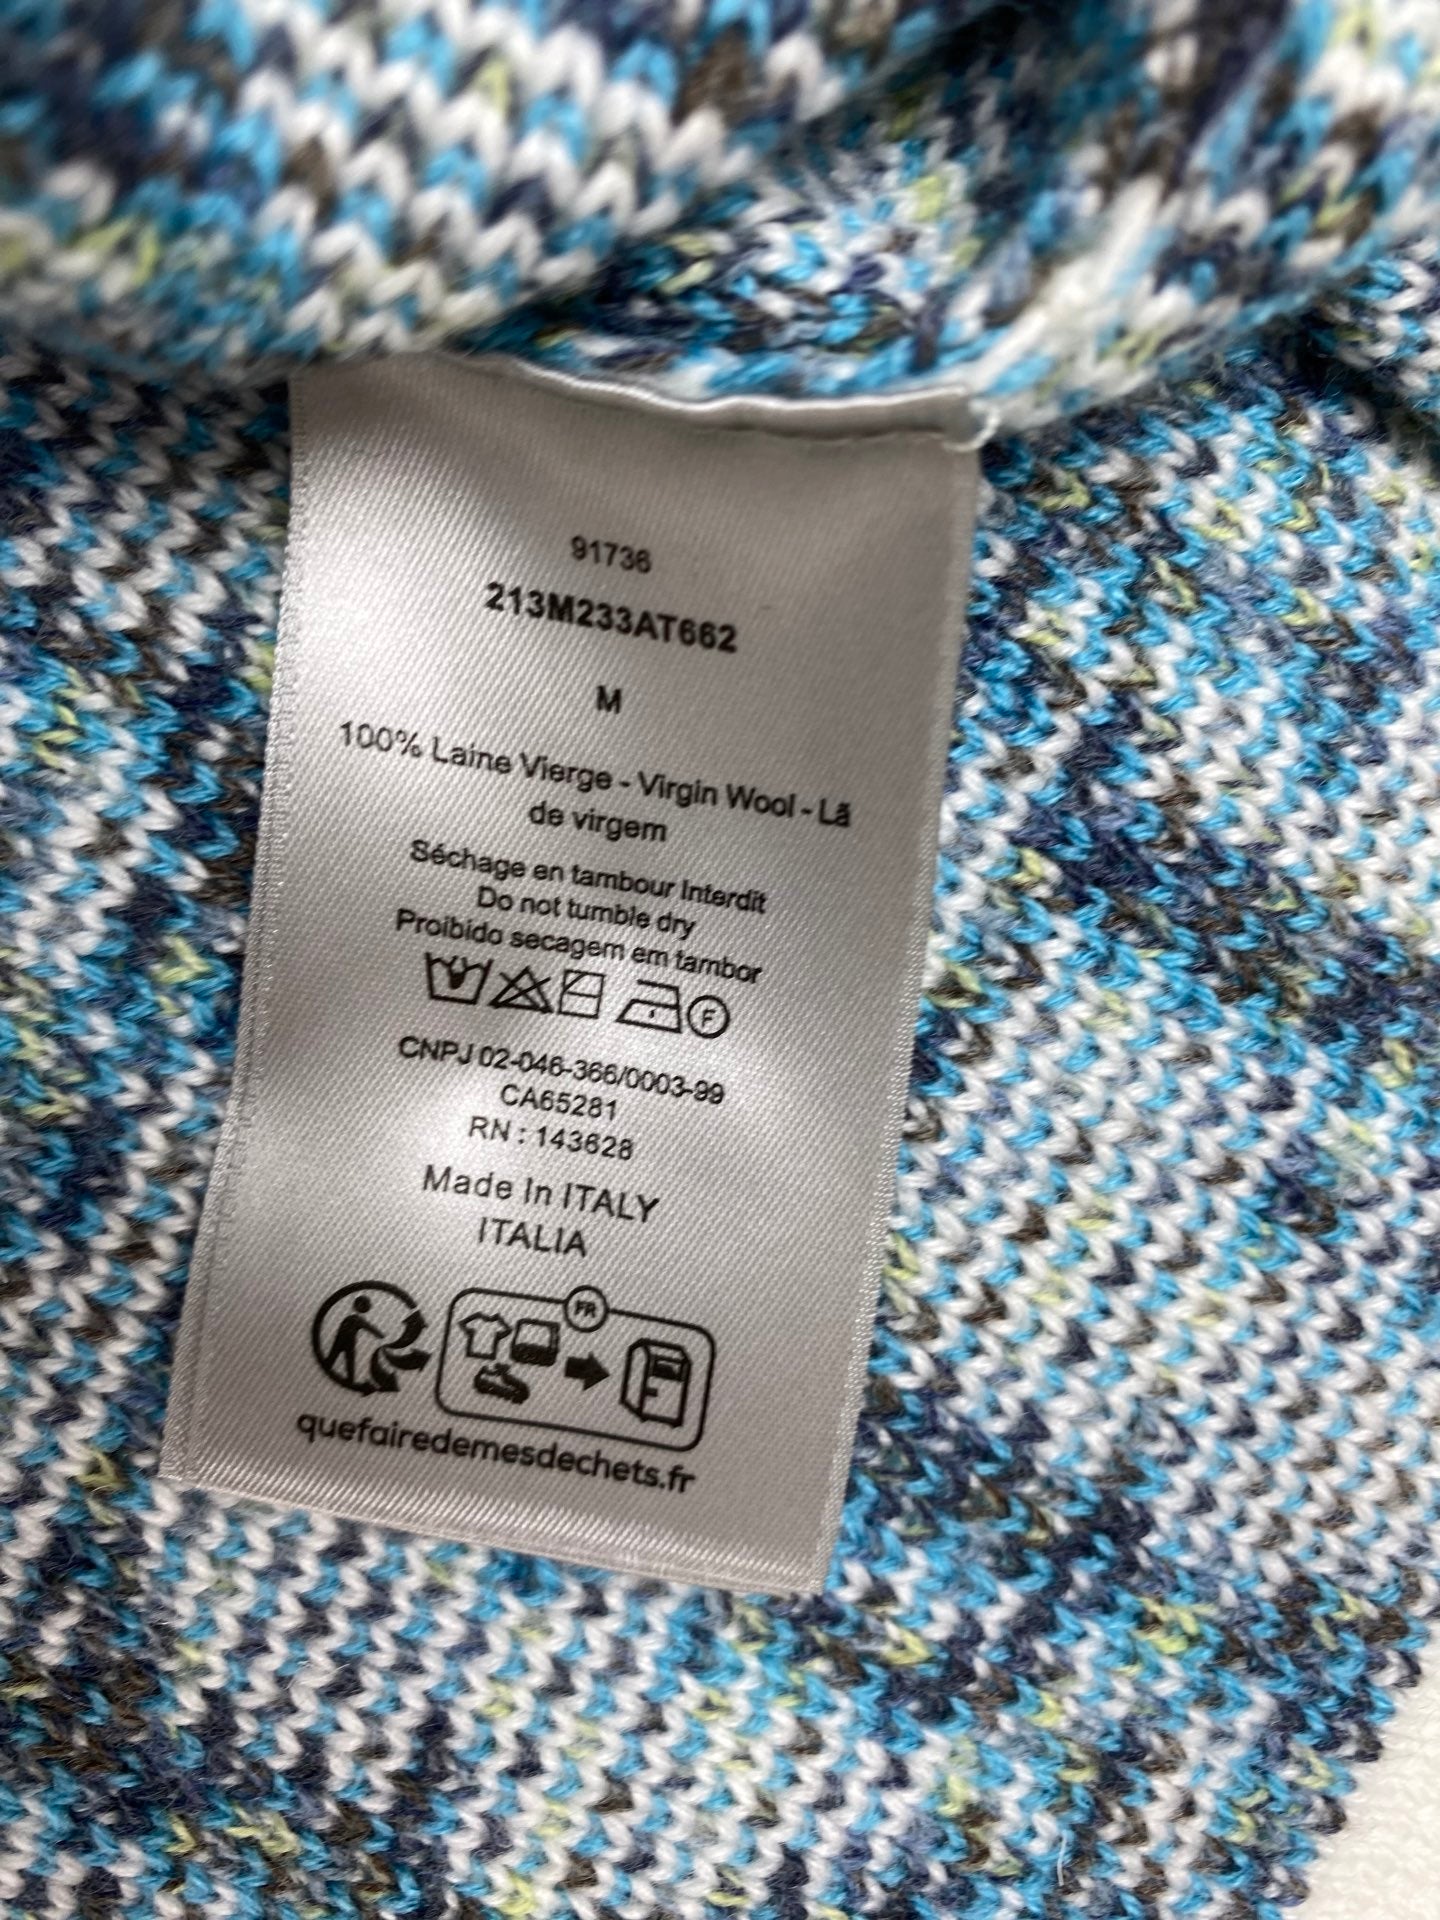 91736
213M233AT662
M
100% Laine Vierge - Virgin Wool - Lã
de virgem
Séchage en tambour Interdit
Do not tumble dry
Proibido secagem em tambor
F
CNPJ 02-046-366/0003-99
CA65281
RN : 143628
Made In ITALY
ITALIA
FR
quefairedemesdechets.fr